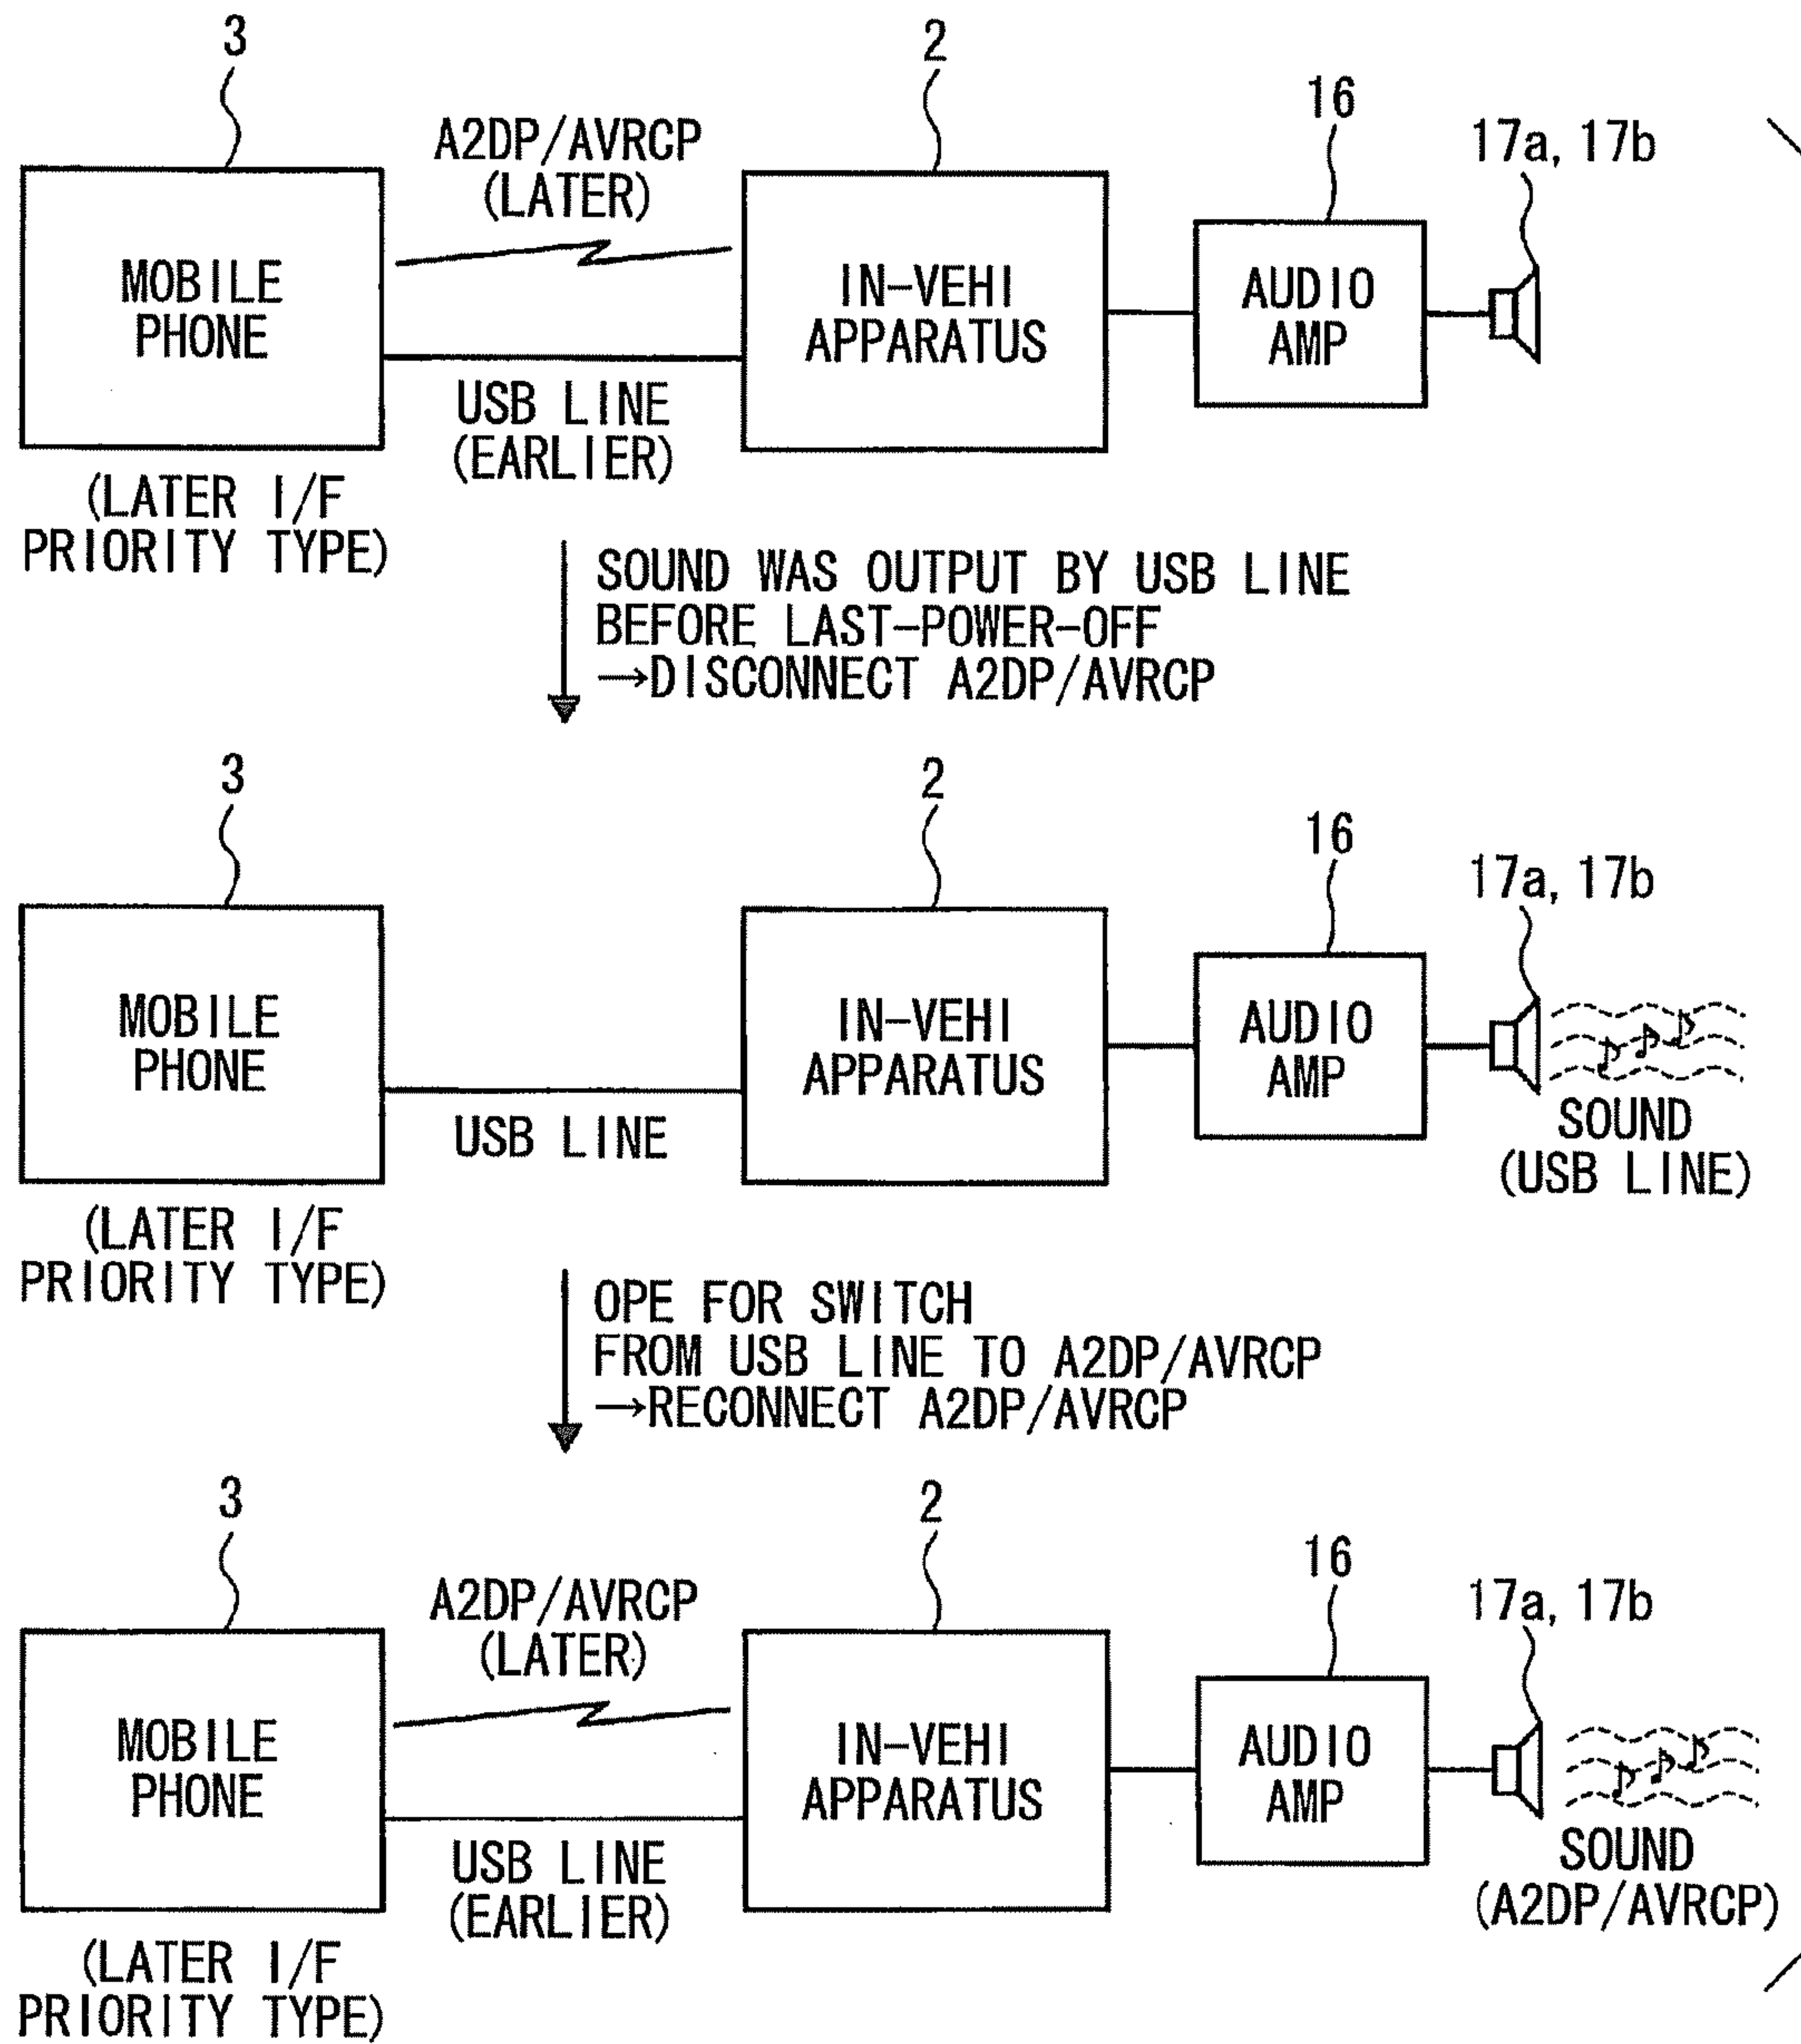 3
2
16
17a, 17b
A2DP/AVRCP
(LATER)
MOBILE
PHONE
IN-VEHI
APPARATUS
AUDIO
AMP
USB LINE
(EARLIER)
(LATER I/F
PRIORITY TYPE)
SOUND WAS OUTPUT BY USB LINE
BEFORE LAST-POWER-OFF
→DISCONNECT A2DP/AVRCP
3
2
16
17a, 17b
MOBILE
PHONE
IN-VEHI
APPARATUS
AUDIO
AMP
USB LINE
SOUND
(USB LINE)
(LATER I/F
PRIORITY TYPE)
OPE FOR SWITCH
FROM USB LINE TO A2DP/AVRCP
→RECONNECT A2DP/AVRCP
3
2
16
17a, 17b
A2DP/AVRCP
(LATER)
MOBILE
PHONE
IN-VEHI
APPARATUS
AUDIO
AMP
USB LINE
(EARLIER)
SOUND
(A2DP/AVRCP)
(LATER I/F
PRIORITY TYPE)